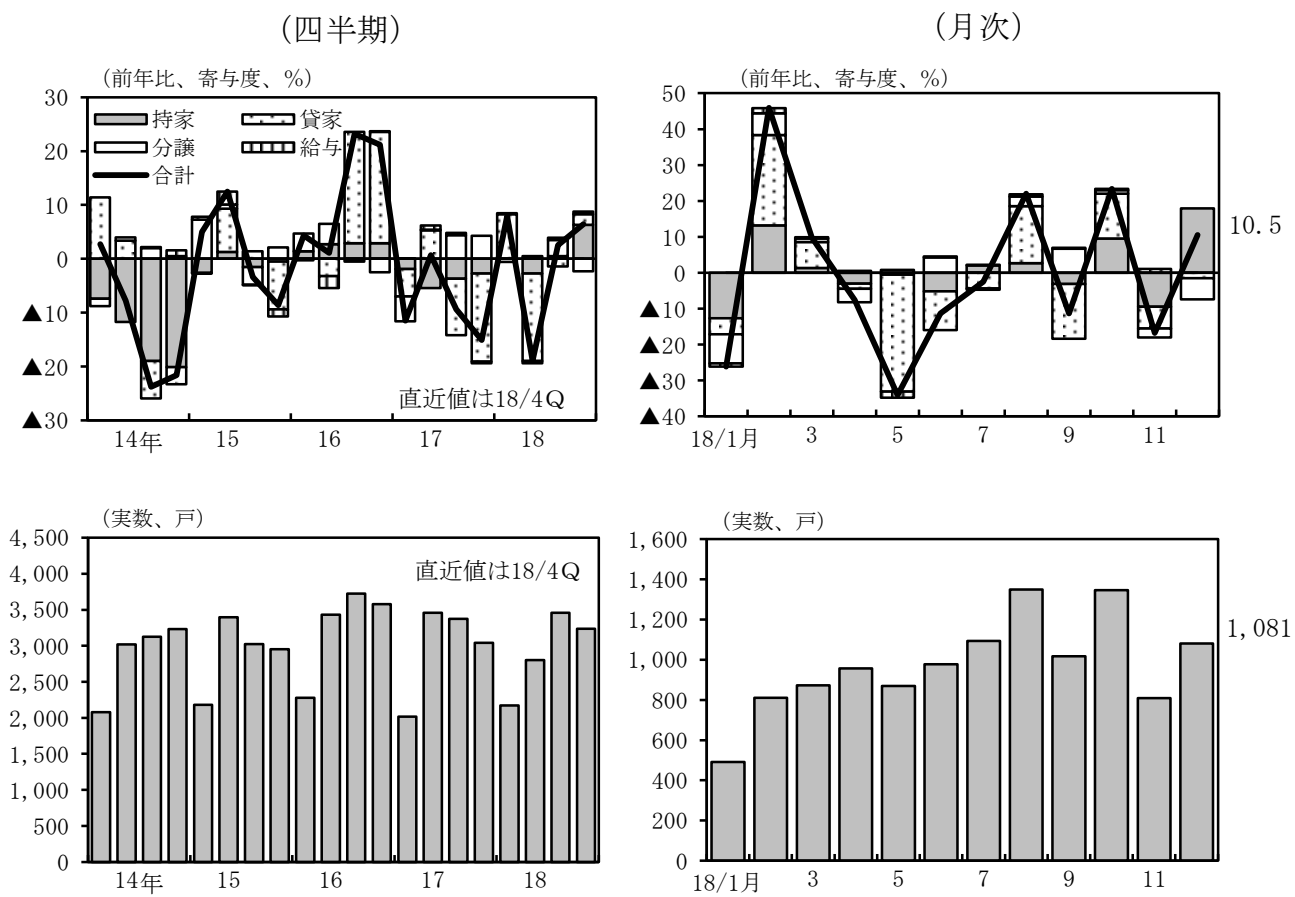 (四半期)
(前年比、寄与度、%)
30
20
10
0
▲10
▲20
▲30
持家
貸家
分譲
給与
合計
直近値は18/4Q
14年 15 16 17 18
(月次)
(前年比、寄与度、%)
50
40
30
20
10
0
▲10
▲20
▲30
▲40
10.5
18/1月 3 5 7 9 11
(実数、戸)
4,500
4,000
3,500
3,000
2,500
2,000
1,500
1,000
500
0
直近値は18/4Q
14年 15 16 17 18
(実数、戸)
1,600
1,400
1,200
1,000
800
600
400
200
0
1,081
18/1月 3 5 7 9 11